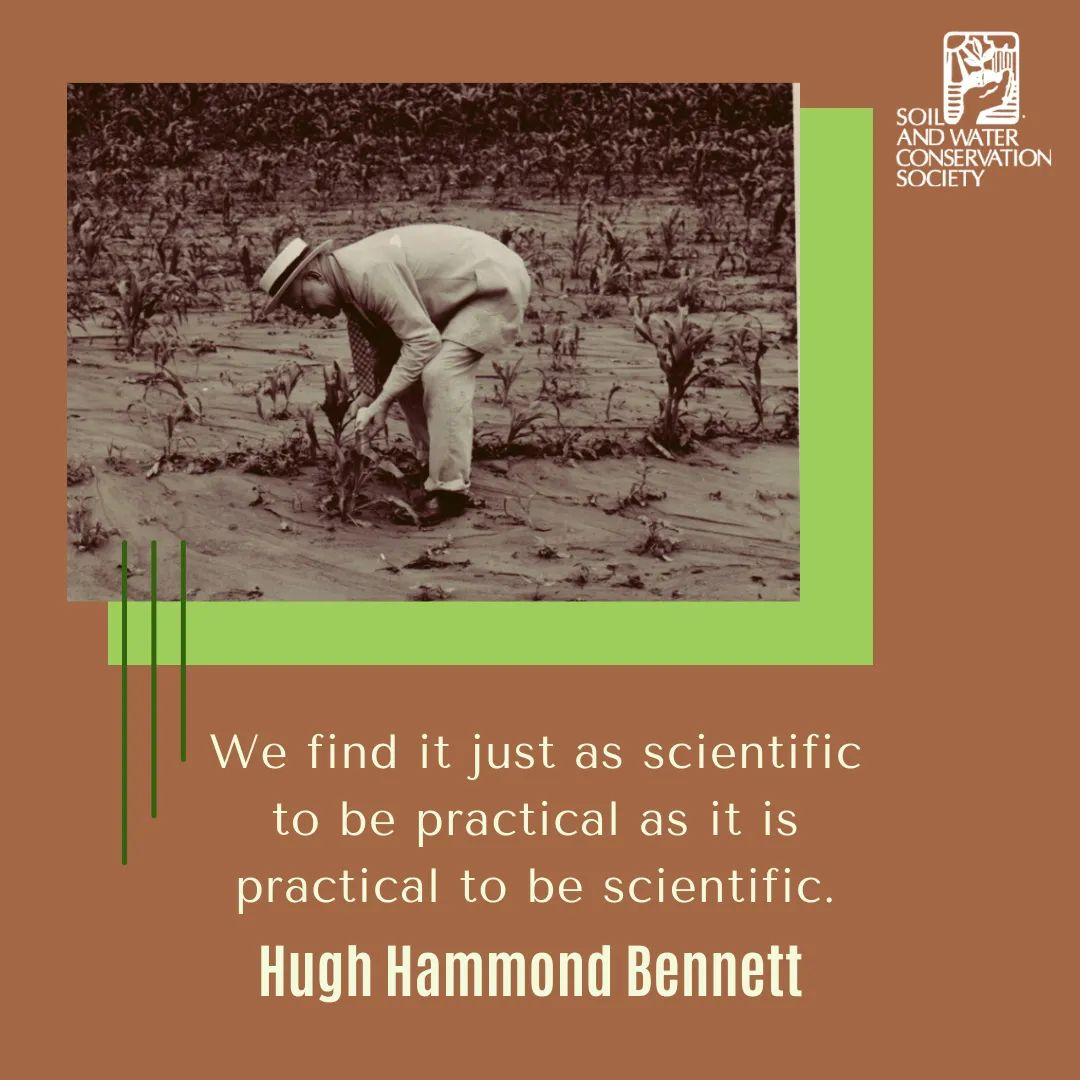 SOIL
AND WATER
CONSERVATION
SOCIETY
We find it just as scientific
to be practical as it is
practical to be scientific.
Hugh Hammond Bennett